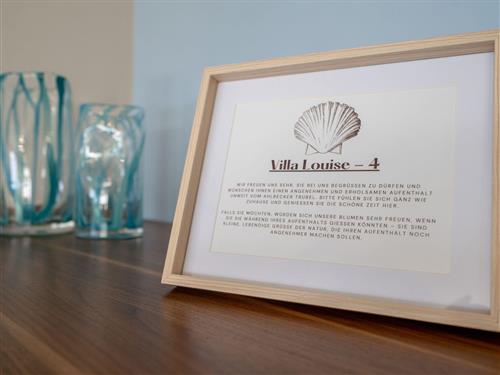 Villa Louise – 4
WIR FREUEN UNS SEHR, SIE BEI UNS BEGRÜSSEN ZU DÜRFEN UND
WÜNSCHEN IHNEN EINEN ANGENEHMEN UND ERHOLSAMEN AUFENTHALT
UNWEIT VOM AHLBECKER TRUBEL. BITTE FÜHLEN SIE SICH GANZ WIE
ZUHAUSE UND GENIESSEN SIE DIE SCHÖNE ZEIT HIER.
FALLS SIE MÖCHTEN, WÜRDEN SICH UNSERE BLUMEN SEHR FREUEN, WENN
SIE SIE WÄHREND IHRES AUFENTHALTS GIESSEN KÖNNTEN – SIE SIND
KLEINE, LEBENDIGE GRÜSSE DER NATUR, DIE IHREN AUFENTHALT NOCH
ANGENEHMER MACHEN SOLLEN.